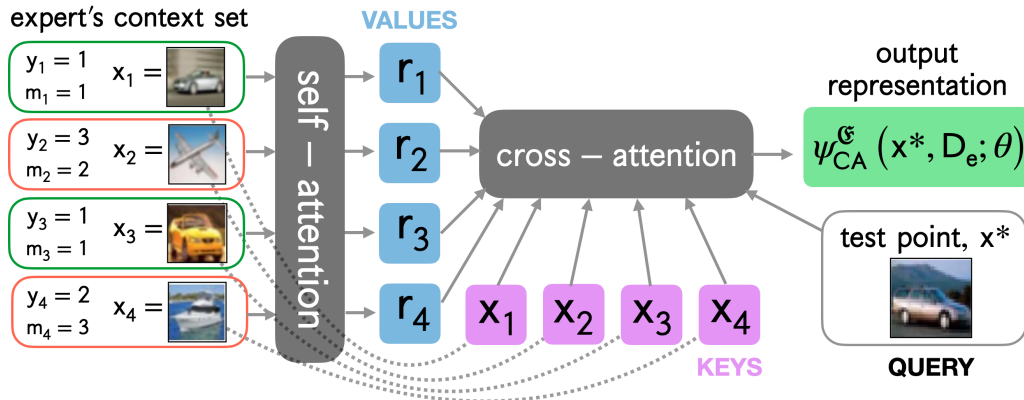 expert's context set
y₁ = 1
m₁ = 1
x₁ =
y₂ = 3
m₂ = 2
x₂ =
y₃ = 1
m₃ = 1
x₃ =
y₄ = 2
m₄ = 3
x₄ =
self – attention
VALUES
r₁
r₂
r₃
r₄
cross – attention
x₁
x₂
x₃
x₄
KEYS
output
representation
ψ_CA^𝕰 (x*, Dₑ; θ)
test point, x*
QUERY